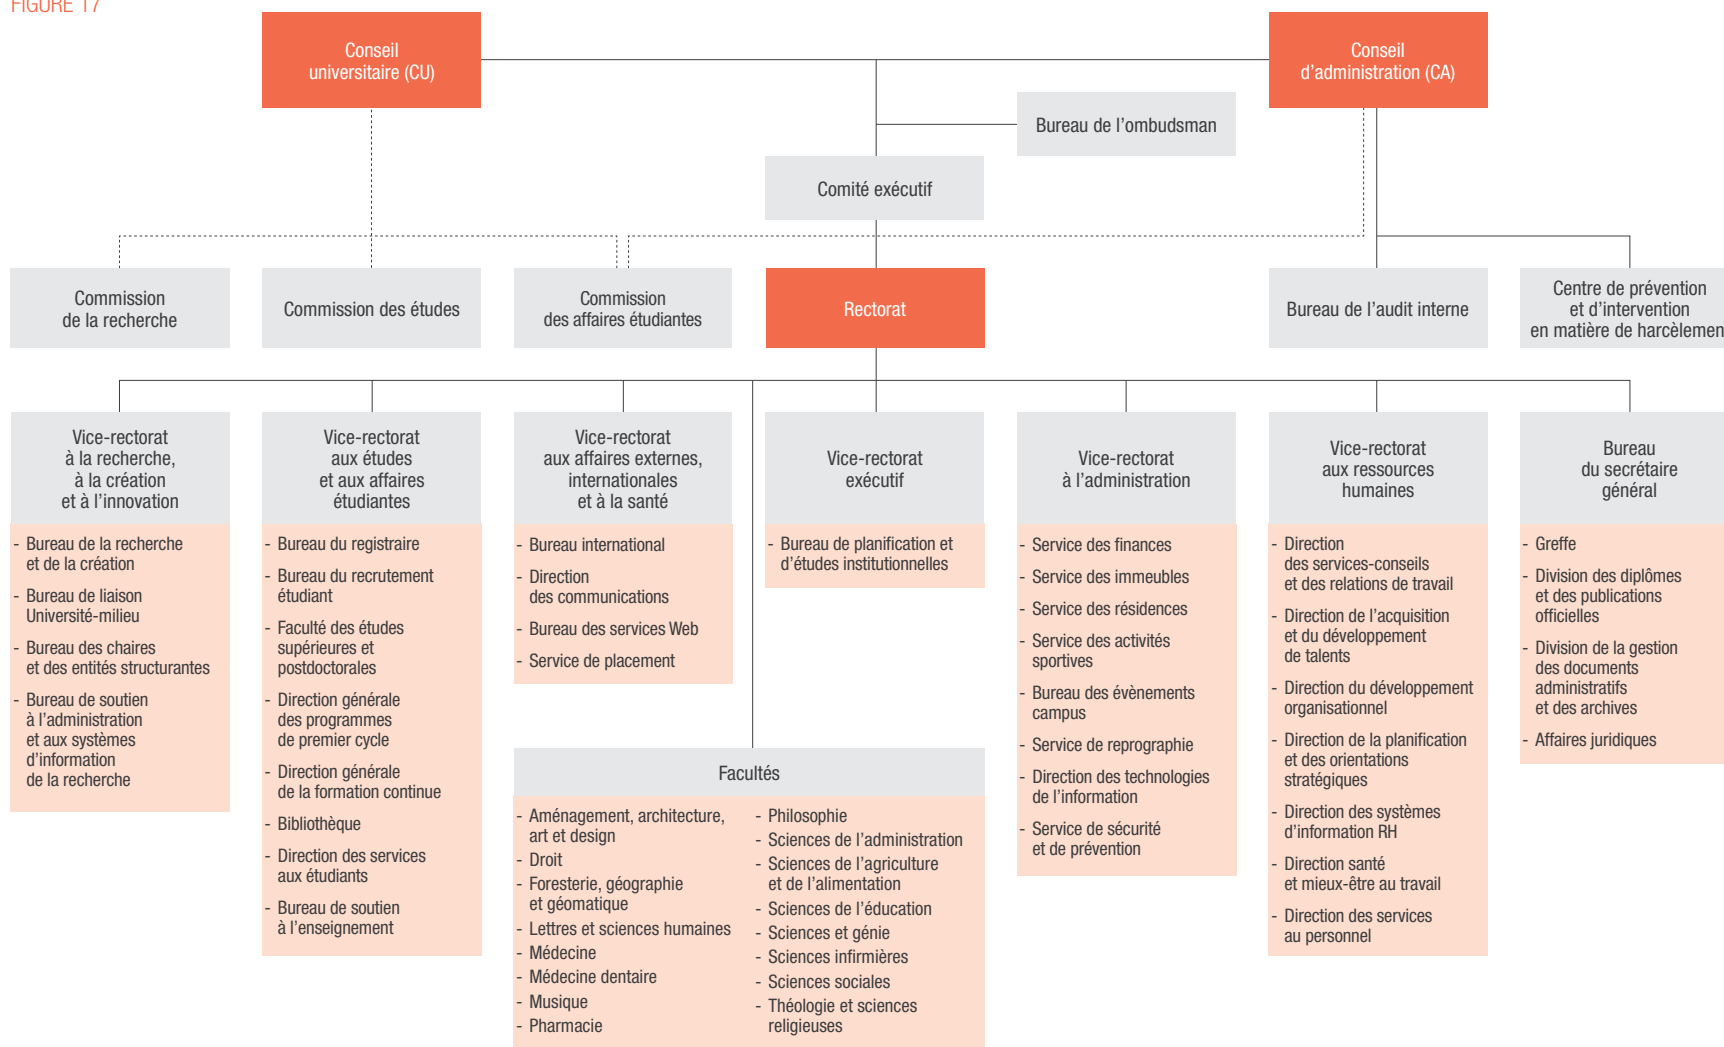 FIGURE 17
Conseil
universitaire (CU)
Conseil
d'administration (CA)
Bureau de l'ombudsman
Comité exécutif
Commission
de la recherche
Commission des études
Commission
des affaires étudiantes
Rectorat
Bureau de l'audit interne
Centre de prévention
et d'intervention
en matière de harcèlemen
Vice-rectorat
à la recherche,
à la création
et à l'innovation
- Bureau de la recherche
et de la création
- Bureau de liaison
Université-milieu
- Bureau des chaires
et des entités structurantes
- Bureau de soutien
à l'administration
et aux systèmes
d'information
de la recherche
Vice-rectorat
aux études
et aux affaires
étudiantes
- Bureau du registraire
- Bureau du recrutement
étudiant
- Faculté des études
supérieures et
postdoctorales
- Direction générale
des programmes
de premier cycle
- Direction générale
de la formation continue
- Bibliothèque
- Direction des services
aux étudiants
- Bureau de soutien
à l'enseignement
Vice-rectorat
aux affaires externes,
internationales
et à la santé
- Bureau international
- Direction
des communications
- Bureau des services Web
- Service de placement
Vice-rectorat
exécutif
- Bureau de planification et
d'études institutionnelles
Facultés
- Aménagement, architecture,
art et design
- Droit
- Foresterie, géographie
et géomatique
- Lettres et sciences humaines
- Médecine
- Médecine dentaire
- Musique
- Pharmacie
- Philosophie
- Sciences de l'administration
- Sciences de l'agriculture
et de l'alimentation
- Sciences de l'éducation
- Sciences et génie
- Sciences infirmières
- Sciences sociales
- Théologie et sciences
religieuses
Vice-rectorat
à l'administration
- Service des finances
- Service des immeubles
- Service des résidences
- Service des activités
sportives
- Bureau des évènements
campus
- Service de reprographie
- Direction des technologies
de l'information
- Service de sécurité
et de prévention
Vice-rectorat
aux ressources
humaines
- Direction
des services-conseils
et des relations de travail
- Direction de l'acquisition
et du développement
de talents
- Direction du développement
organisationnel
- Direction de la planification
et des orientations
stratégiques
- Direction des systèmes
d'information RH
- Direction santé
et mieux-être au travail
- Direction des services
au personnel
Bureau
du secrétaire
général
- Greffe
- Division des diplômes
et des publications
officielles
- Division de la gestion
des documents
administratifs
et des archives
- Affaires juridiques